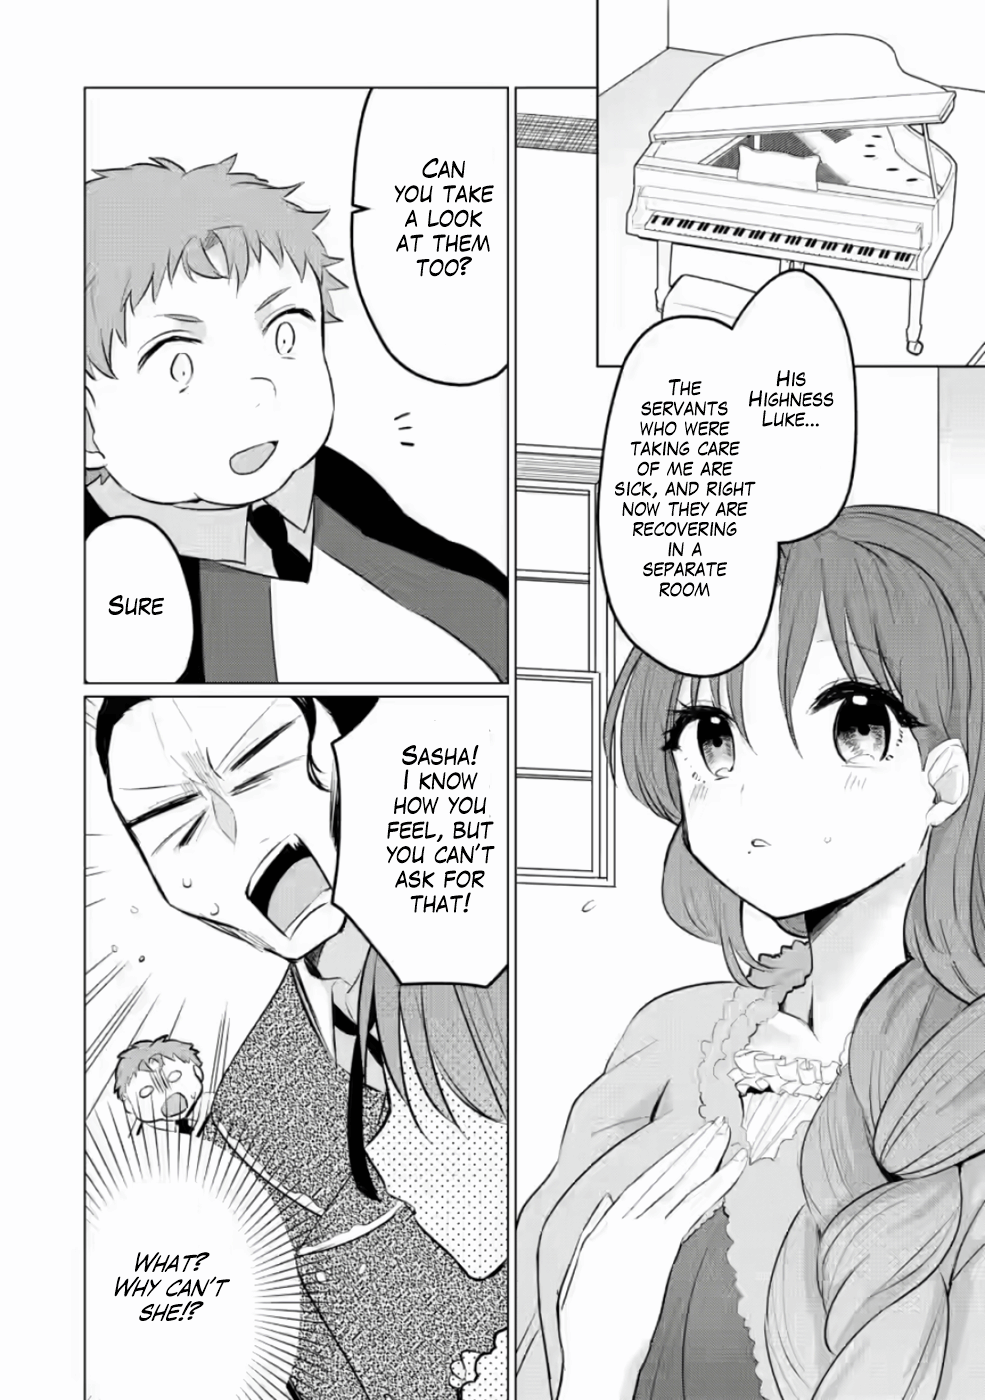 HIS
HIGHNESS
LUKE...
THE
SERVANTS
WHO WERE
TAKING CARE
OF ME ARE
SICK, AND RIGHT
NOW THEY ARE
RECOVERING
IN A
SEPARATE
ROOM
CAN
YOU TAKE
A LOOK
AT THEM
TOO?
SURE
SASHA!
I KNOW
HOW YOU
FEEL, BUT
YOU CAN'T
ASK FOR
THAT!
WHAT?
WHY CAN'T
SHE!?